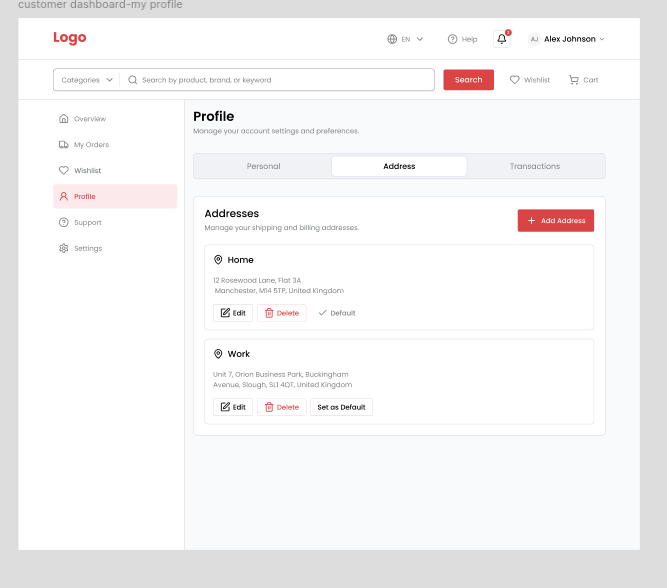 customer dashboard-my profile
Logo
EN
Help
AJ
Alex Johnson
Categories
Search by product, brand, or keyword
Search
Wishlist
Cart
Overview
My Orders
Wishlist
Profile
Support
Settings
Profile
Manage your account settings and preferences.
Personal
Address
Transactions
Addresses
Manage your shipping and billing addresses.
Add Address
Home
12 Rosewood Lane, Flat 3A
Manchester, M14 5TP, United Kingdom
Edit
Delete
Default
Work
Unit 7, Orion Business Park, Buckingham
Avenue, Slough, SL1 4QT, United Kingdom
Edit
Delete
Set as Default